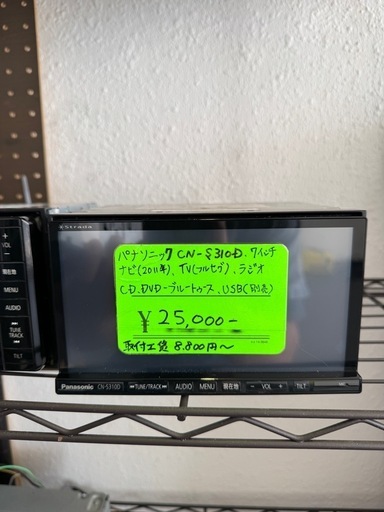 Strada
パナソニック CN-S310D、7インチ
ナビ(2011年)、TV(フルセグ)、ラジオ
CD、DVD-ブルートゥース、USB(別売)
¥25,000-
取付工賃 8.800円〜
VOL
現在地
MENU
AUDIO
TUNE/TRACK
TILT
Panasonic CN-S310D TUNE/TRACK AUDIO MENU 現在地 - VOL + TILT